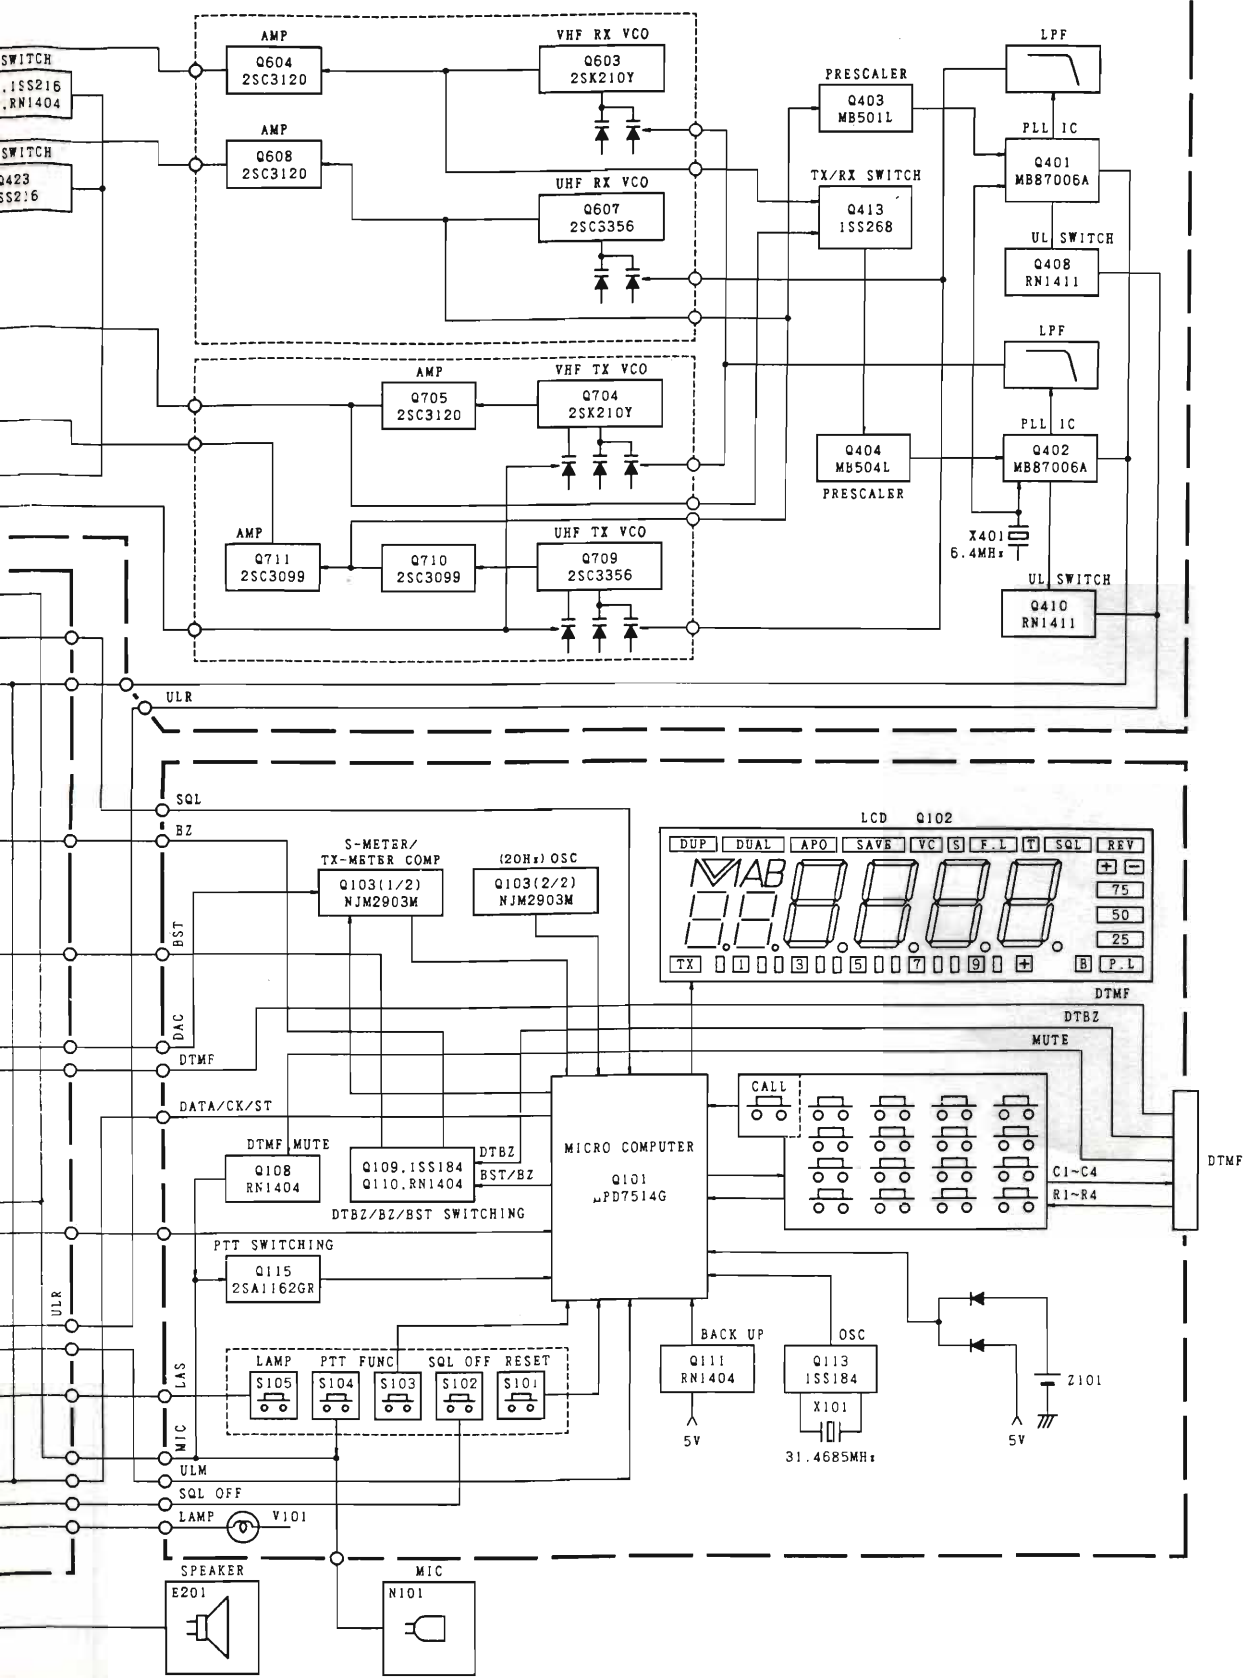 SWITCH
.1SS216
.RN1404
SWITCH
Q423
SS216
AMP
Q604
2SC3120
VHF RX VCO
Q603
2SK210Y
AMP
Q608
2SC3120
UHF RX VCO
Q607
2SC3356
PRESCALER
Q403
MB501L
TX/RX SWITCH
Q413
1SS268
LPF
PLL IC
Q401
MB87006A
UL SWITCH
Q408
RN1411
LPF
PLL IC
Q402
MB87006A
Q404
MB504L
PRESCALER
X401
6.4MHz
UL SWITCH
Q410
RN1411
AMP
Q705
2SC3120
VHF TX VCO
Q704
2SK210Y
AMP
Q711
2SC3099
Q710
2SC3099
UHF TX VCO
Q709
2SC3356
ULR
SQL
BZ
BST
DAC
DTMF
DATA/CK/ST
S-METER/
TX-METER COMP
Q103(1/2)
NJM2903M
(20Hz) OSC
Q103(2/2)
NJM2903M
LCD Q102
DUP DUAL APO SAVE VC S F.L T SQL REV
AB
+ -
75
50
25
TX 1 3 5 7 9 + B P.L
DTMF
DTBZ
MUTE
DTMF MUTE
Q108
RN1404
Q109.1SS184
Q110.RN1404
DTBZ
BST/BZ
DTBZ/BZ/BST SWITCHING
MICRO COMPUTER
Q101
μPD7514G
CALL
C1~C4
R1~R4
DTMF
PTT SWITCHING
Q115
2SA1162GR
ULR
LAS
MIC
LAMP PTT FUNC SQL OFF RESET
S105 S104 S103 S102 S101
BACK UP
Q111
RN1404
5V
OSC
Q113
1SS184
X101
31.4685MHz
5V
Z101
ULM
SQL OFF
LAMP V101
SPEAKER
E201
MIC
N101